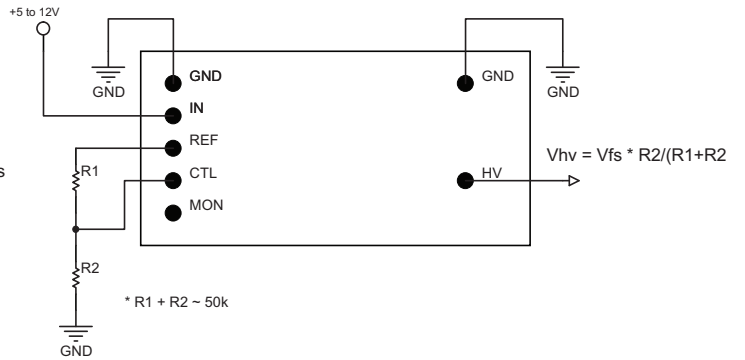 +5 to 12V
GND
GND
GND
GND
IN
REF
CTL
MON
HV
Vhv = Vfs * R2/(R1+R2
s
R1
R2
* R1 + R2 ~ 50k
GND